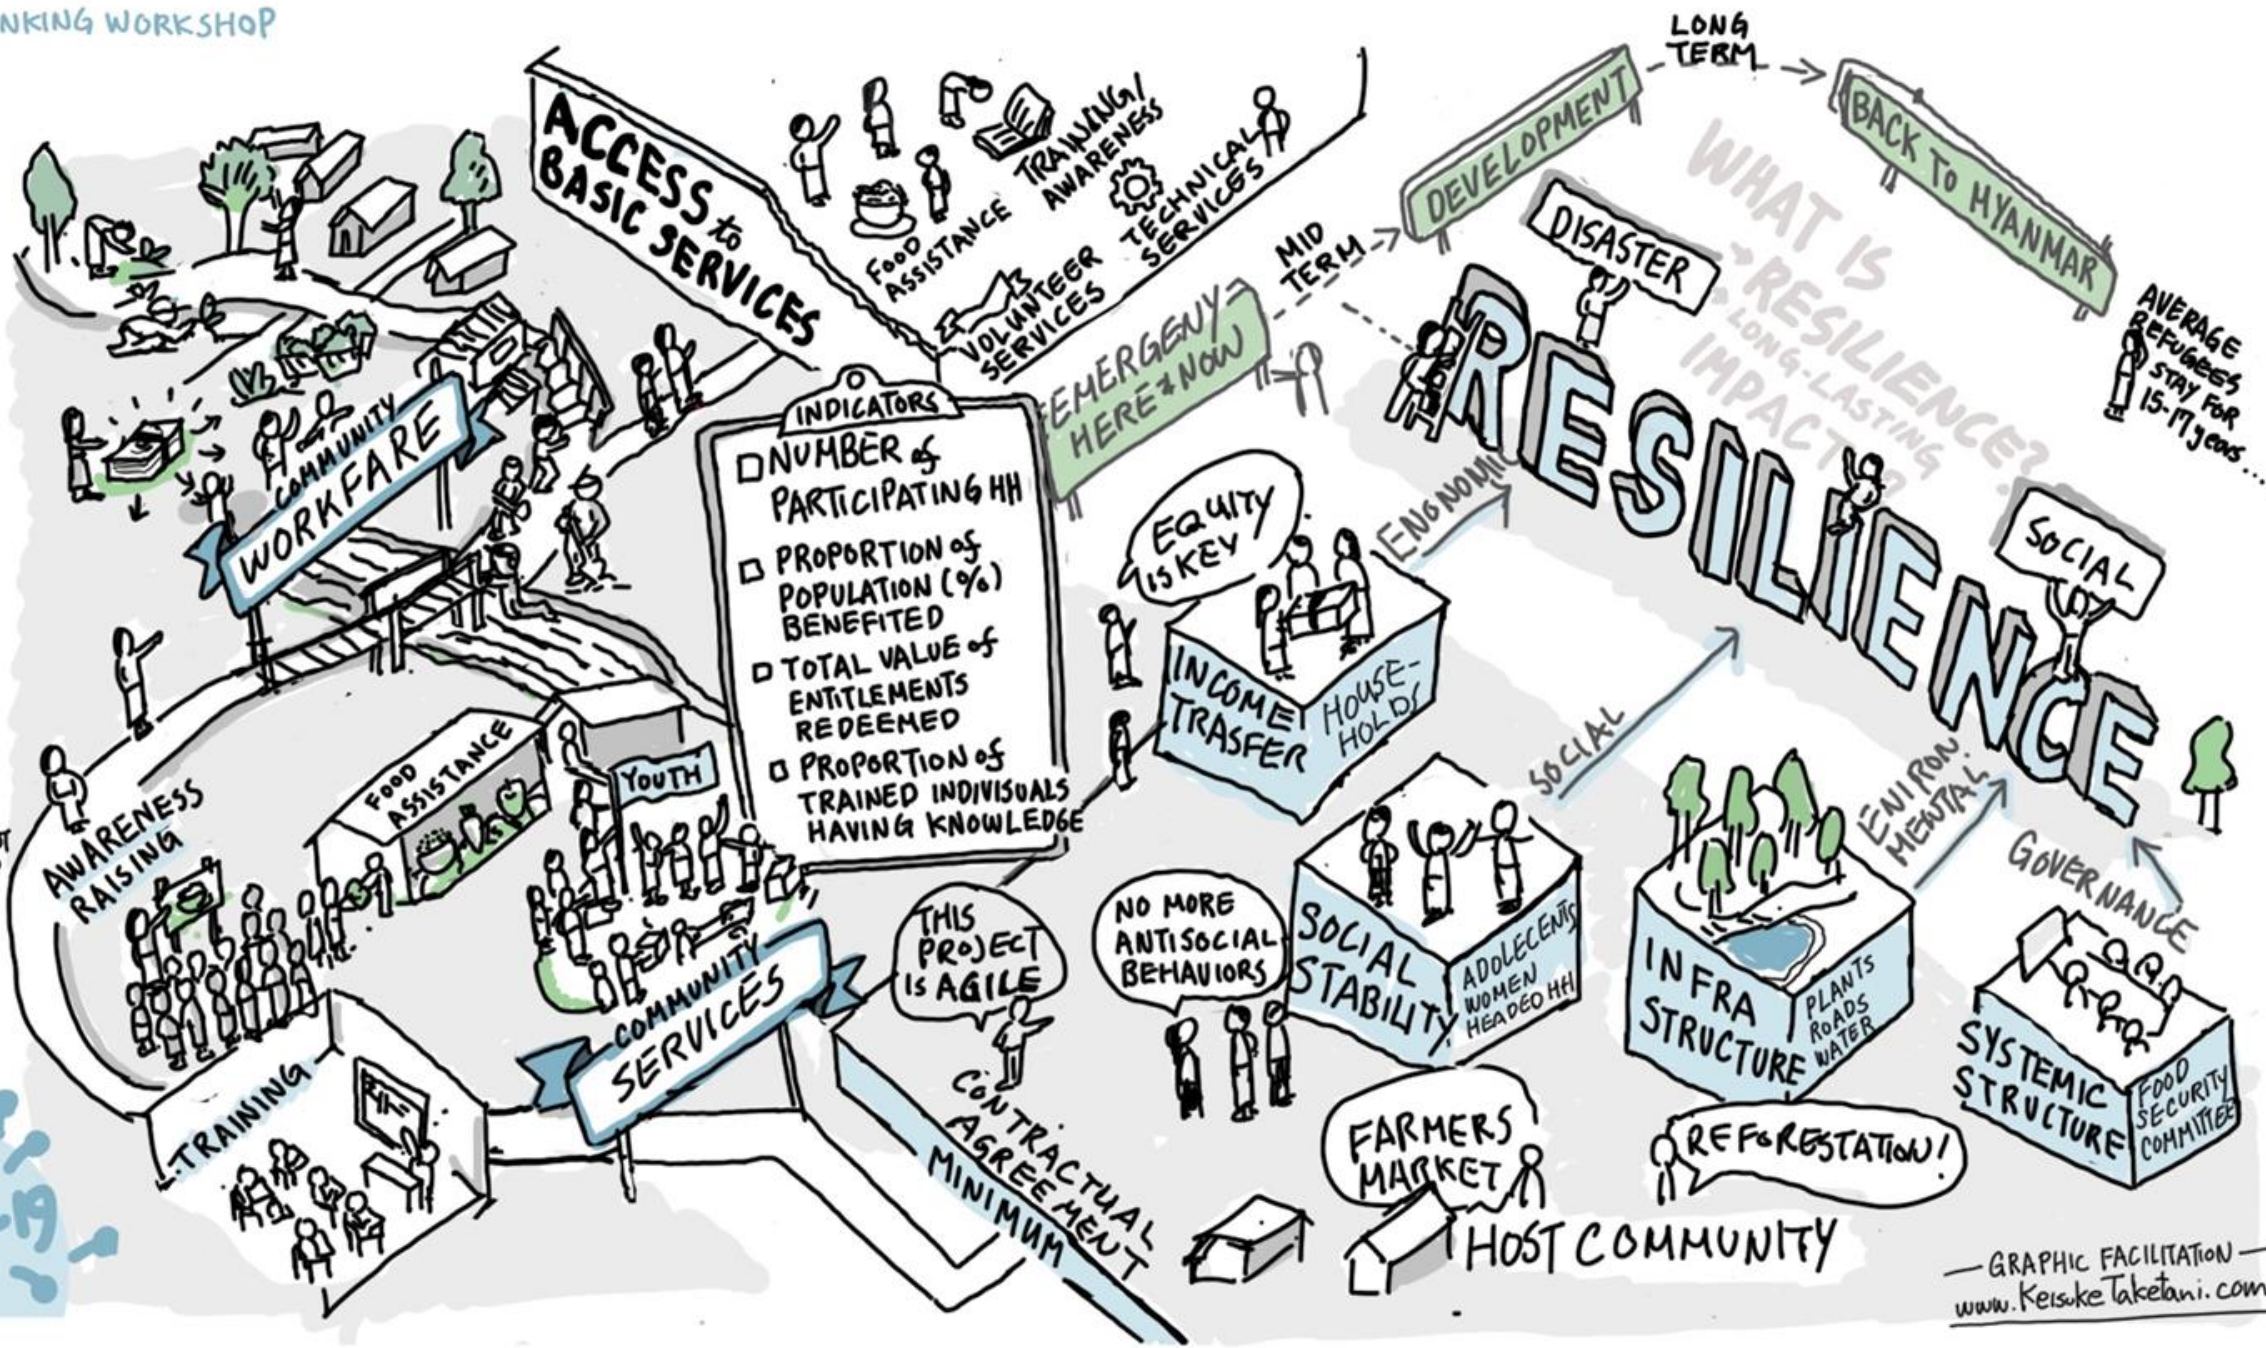 NKING WORKSHOP
ACCESS to
BASIC SERVICES
FOOD
ASSISTANCE
TRAINING/
AWARENESS
VOLUNTEER
SERVICES
TECHNICAL
SERVICES
EMERGENY
HERE & NOW
MID
TERM
DEVELOPMENT
LONG
TERM
BACK TO MYANMAR
AVERAGE
REFUGEES
STAY FOR
15-17 years...
WHAT IS
RESILIENCE?
LONG-LASTING
IMPACT?
DISASTER
RESILIENCE
SOCIAL
COMMUNITY
WORKFARE
INDICATORS
NUMBER of
PARTICIPATING HH
PROPORTION of
POPULATION (%)
BENEFITED
TOTAL VALUE of
ENTITLEMENTS
REDEEMED
PROPORTION of
TRAINED INDIVISUALS
HAVING KNOWLEDGE
EQUITY
IS KEY
INCOME
TRASFER
HOUSE-
HOLDS
ENONOMIC
SOCIAL
ENIRON.
MENTAL
GOVERNANCE
AWARENESS
RAISING
FOOD
ASSISTANCE
YOUTH
COMMUNITY
SERVICES
TRAINING
THIS
PROJECT
IS AGILE
NO MORE
ANTISOCIAL
BEHAVIORS
SOCIAL
STABILITY
ADOLECENTS
WOMEN
HEADED HH
INFRA
STRUCTURE
PLANTS
ROADS
WATER
SYSTEMIC
STRUCTURE
FOOD
SECURITY
COMMITTEE
CONTRACTUAL
AGREEMENT
MINIMUM
FARMERS
MARKET
REFORESTATION!
HOST COMMUNITY
-19
GRAPHIC FACILITATION
www.KeisukeTaketani.com